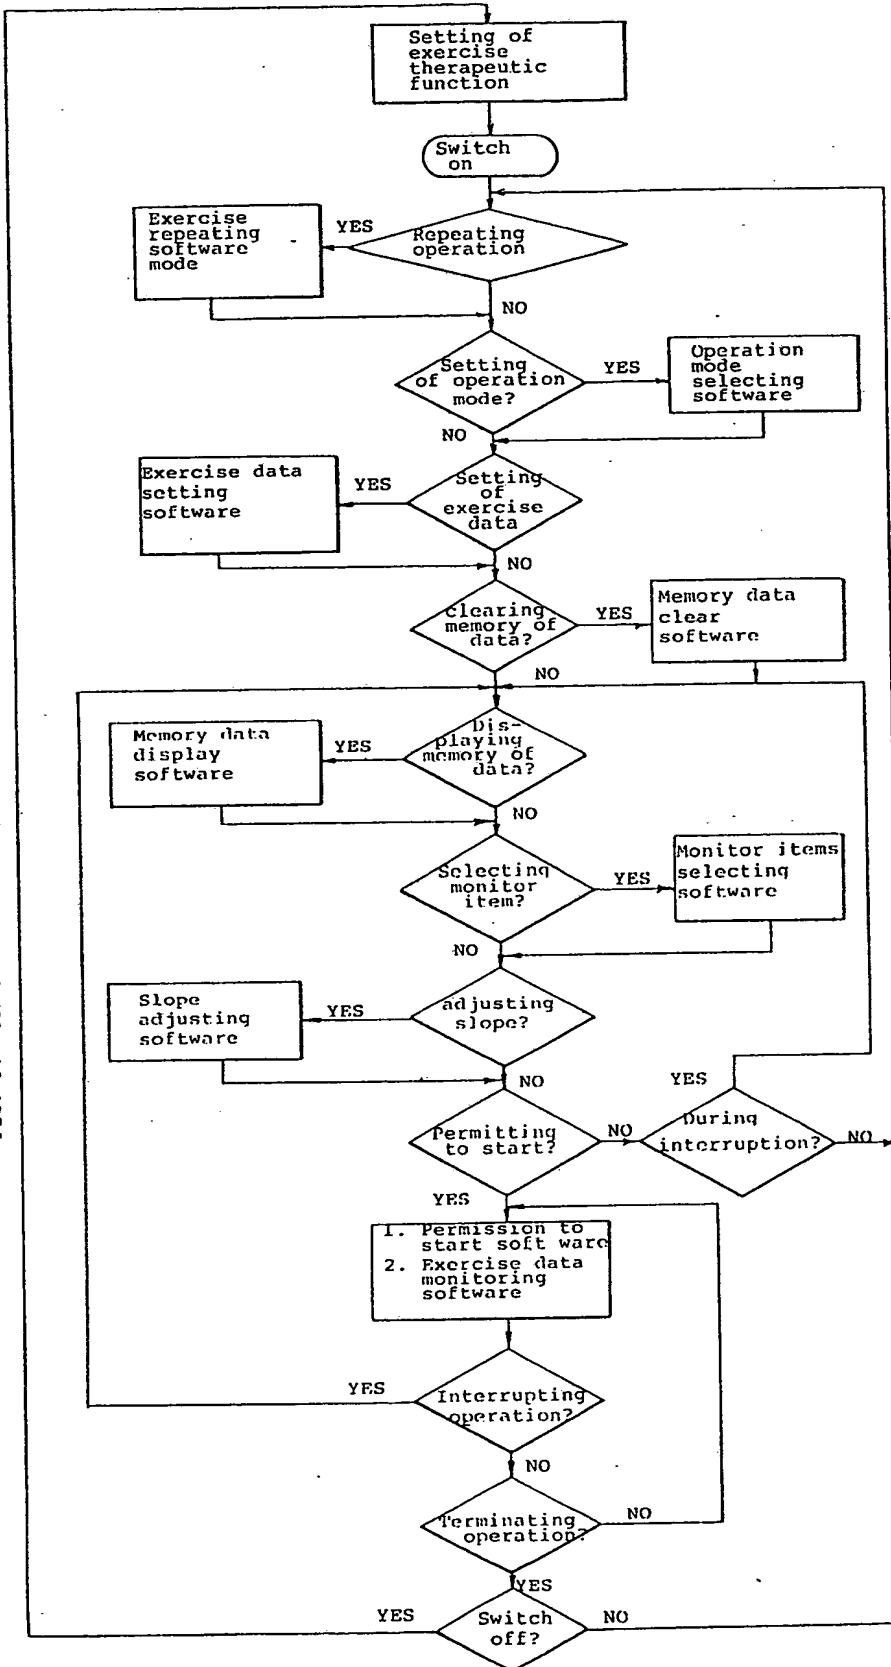 Setting of
exercise
therapeutic
function
Switch
on
Exercise
repeating
software
mode
YES
Repeating
operation
NO
Setting
of operation
mode?
YES
Operation
mode
selecting
software
NO
Exercise data
setting
software
YES
Setting
of
exercise
data
NO
clearing
memory of
data?
YES
Memory data
clear
software
NO
Memory data
display
software
YES
Dis-
playing
memory of
data?
NO
Selecting
monitor
item?
YES
Monitor items
selecting
software
NO
Slope
adjusting
software
YES
adjusting
slope?
NO
YES
Permitting
to start?
NO
During
interruption?
NO
YES
1. Permission to
start soft ware
2. Exercise data
monitoring
software
YES
Interrupting
operation?
NO
Terminating
operation?
NO
YES
YES
Switch
off?
NO